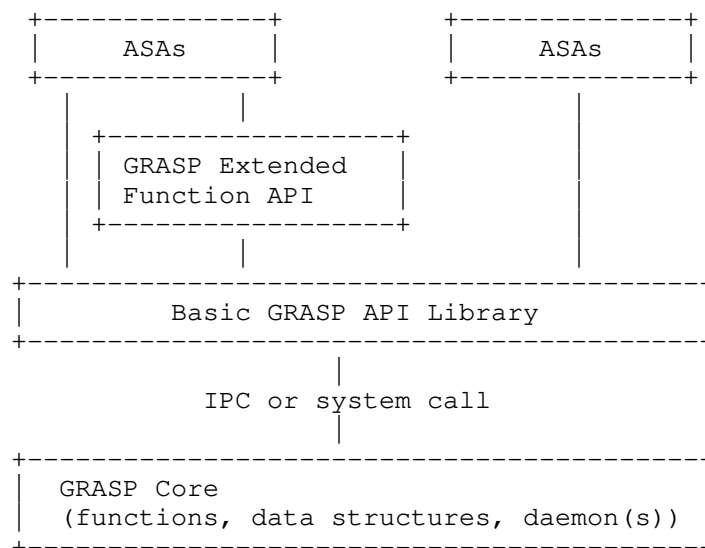 ASAs ASAs
GRASP Extended
Function API
Basic GRASP API Library
IPC or system call
GRASP Core
(functions, data structures, daemon(s))